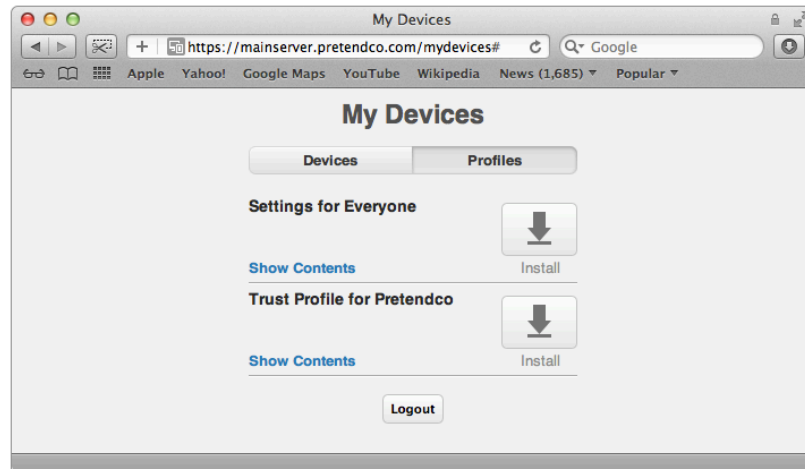 My Devices
https://mainserver.pretendco.com/mydevices#
Google
Apple Yahoo! Google Maps YouTube Wikipedia News (1,685) Popular
My Devices
Devices Profiles
Settings for Everyone
Show Contents Install
Trust Profile for Pretendco
Show Contents Install
Logout